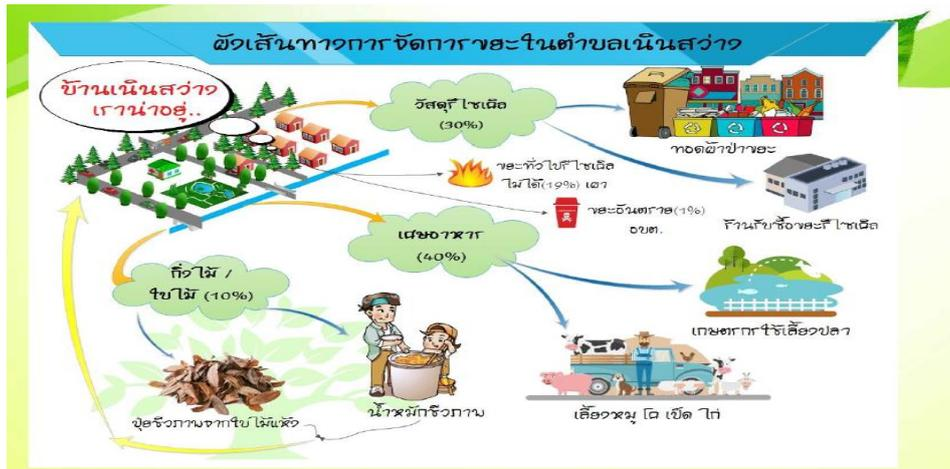 ผังเส้นทางการจัดการขยะในตำบลเนินสว่าง
บ้านเนินสว่าง
เราน่าอยู่..
วัสดุรีไซเคิล
(30%)
ทอดผ้าป่าขยะ
ขยะทั่วไปรีไซเคิล
ไม่ได้(19%) เผา
ร้านรับซื้อขยะรีไซเคิล
ขยะอันตราย(1%)
อบต.
เศษอาหาร
(40%)
กิ่งไม้ /
ใบไม้ (10%)
เกษตรกรใช้เลี้ยงปลา
ปุ๋ยชีวภาพจากใบไม้แห้ง
น้ำหมักชีวภาพ
เลี้ยงหมู โค เป็ด ไก่